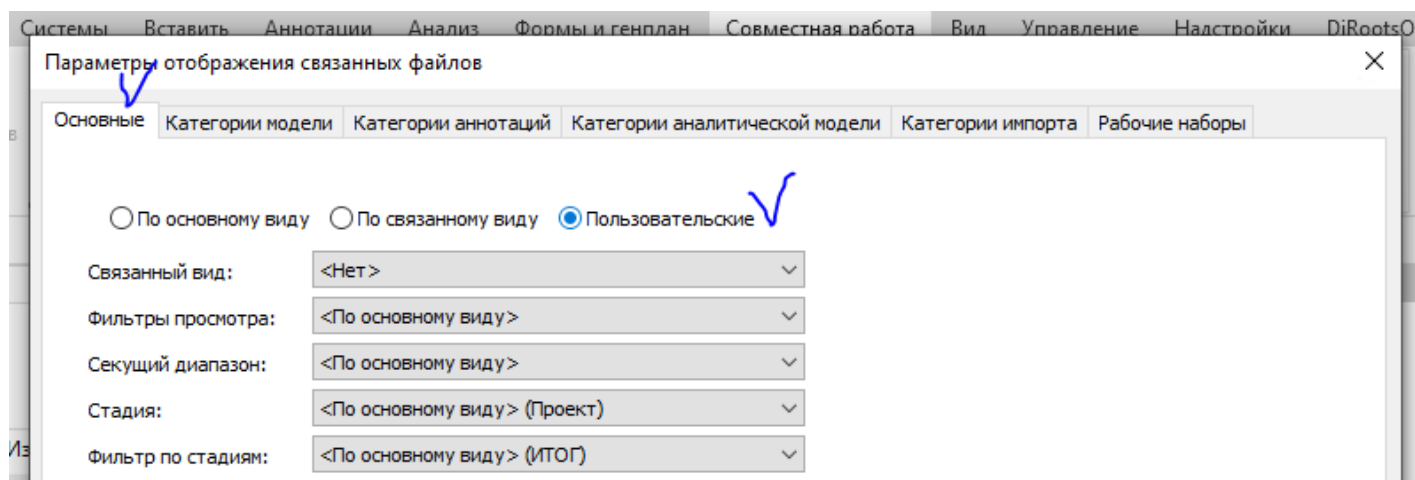 Системы Вставить Аннотации Анализ Формы и генплан Совместная работа Вид Управление Надстройки DiRootsO
Параметры отображения связанных файлов
в
Основные Категории модели Категории аннотаций Категории аналитической модели Категории импорта Рабочие наборы
По основному виду По связанному виду Пользовательские
Связанный вид: <Нет>
Фильтры просмотра: <По основному виду>
Секущий диапазон: <По основному виду>
Стадия: <По основному виду> (Проект)
Из
Фильтр по стадиям: <По основному виду> (ИТОГ)